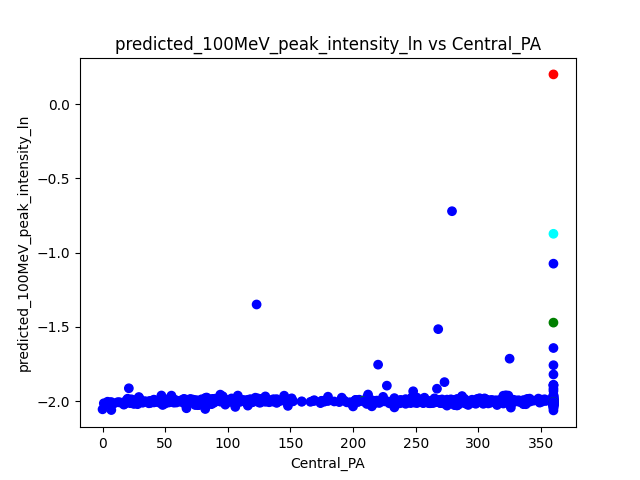 predicted_100MeV_peak_intensity_ln vs Central_PA
predicted_100MeV_peak_intensity_ln
0.0
−0.5
−1.0
−1.5
−2.0
0 50 100 150 200 250 300 350
Central_PA